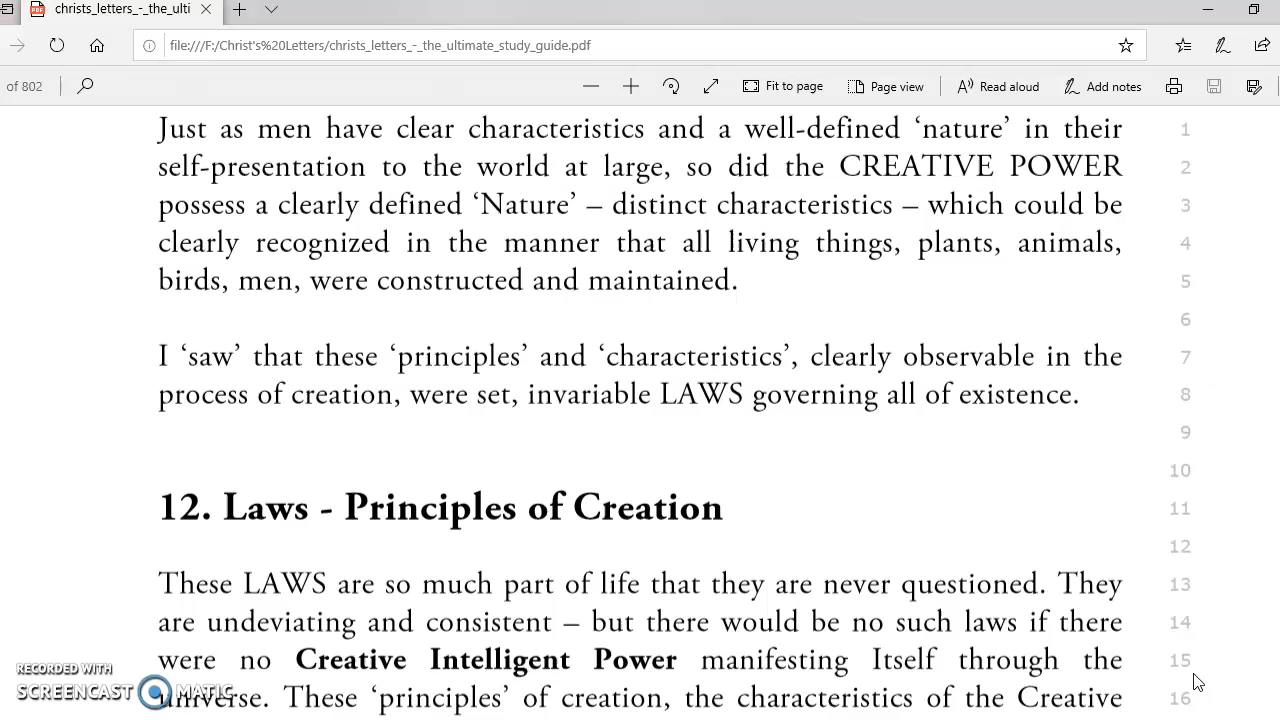 christs_letters_-_the_ulti
file:///F:/Christ's%20Letters/christs_letters_-_the_ultimate_study_guide.pdf
of 802 Fit to page Page view Read aloud Add notes
Just as men have clear characteristics and a well-defined ‘nature’ in their 1
self-presentation to the world at large, so did the CREATIVE POWER 2
possess a clearly defined ‘Nature’ – distinct characteristics – which could be 3
clearly recognized in the manner that all living things, plants, animals, 4
birds, men, were constructed and maintained. 5
6
I ‘saw’ that these ‘principles’ and ‘characteristics’, clearly observable in the 7
process of creation, were set, invariable LAWS governing all of existence. 8
9
10
12. Laws - Principles of Creation 11
12
These LAWS are so much part of life that they are never questioned. They 13
are undeviating and consistent – but there would be no such laws if there 14
were no Creative Intelligent Power manifesting Itself through the 15
universe. These ‘principles’ of creation, the characteristics of the Creative 16
RECORDED WITH
SCREENCAST MATIC